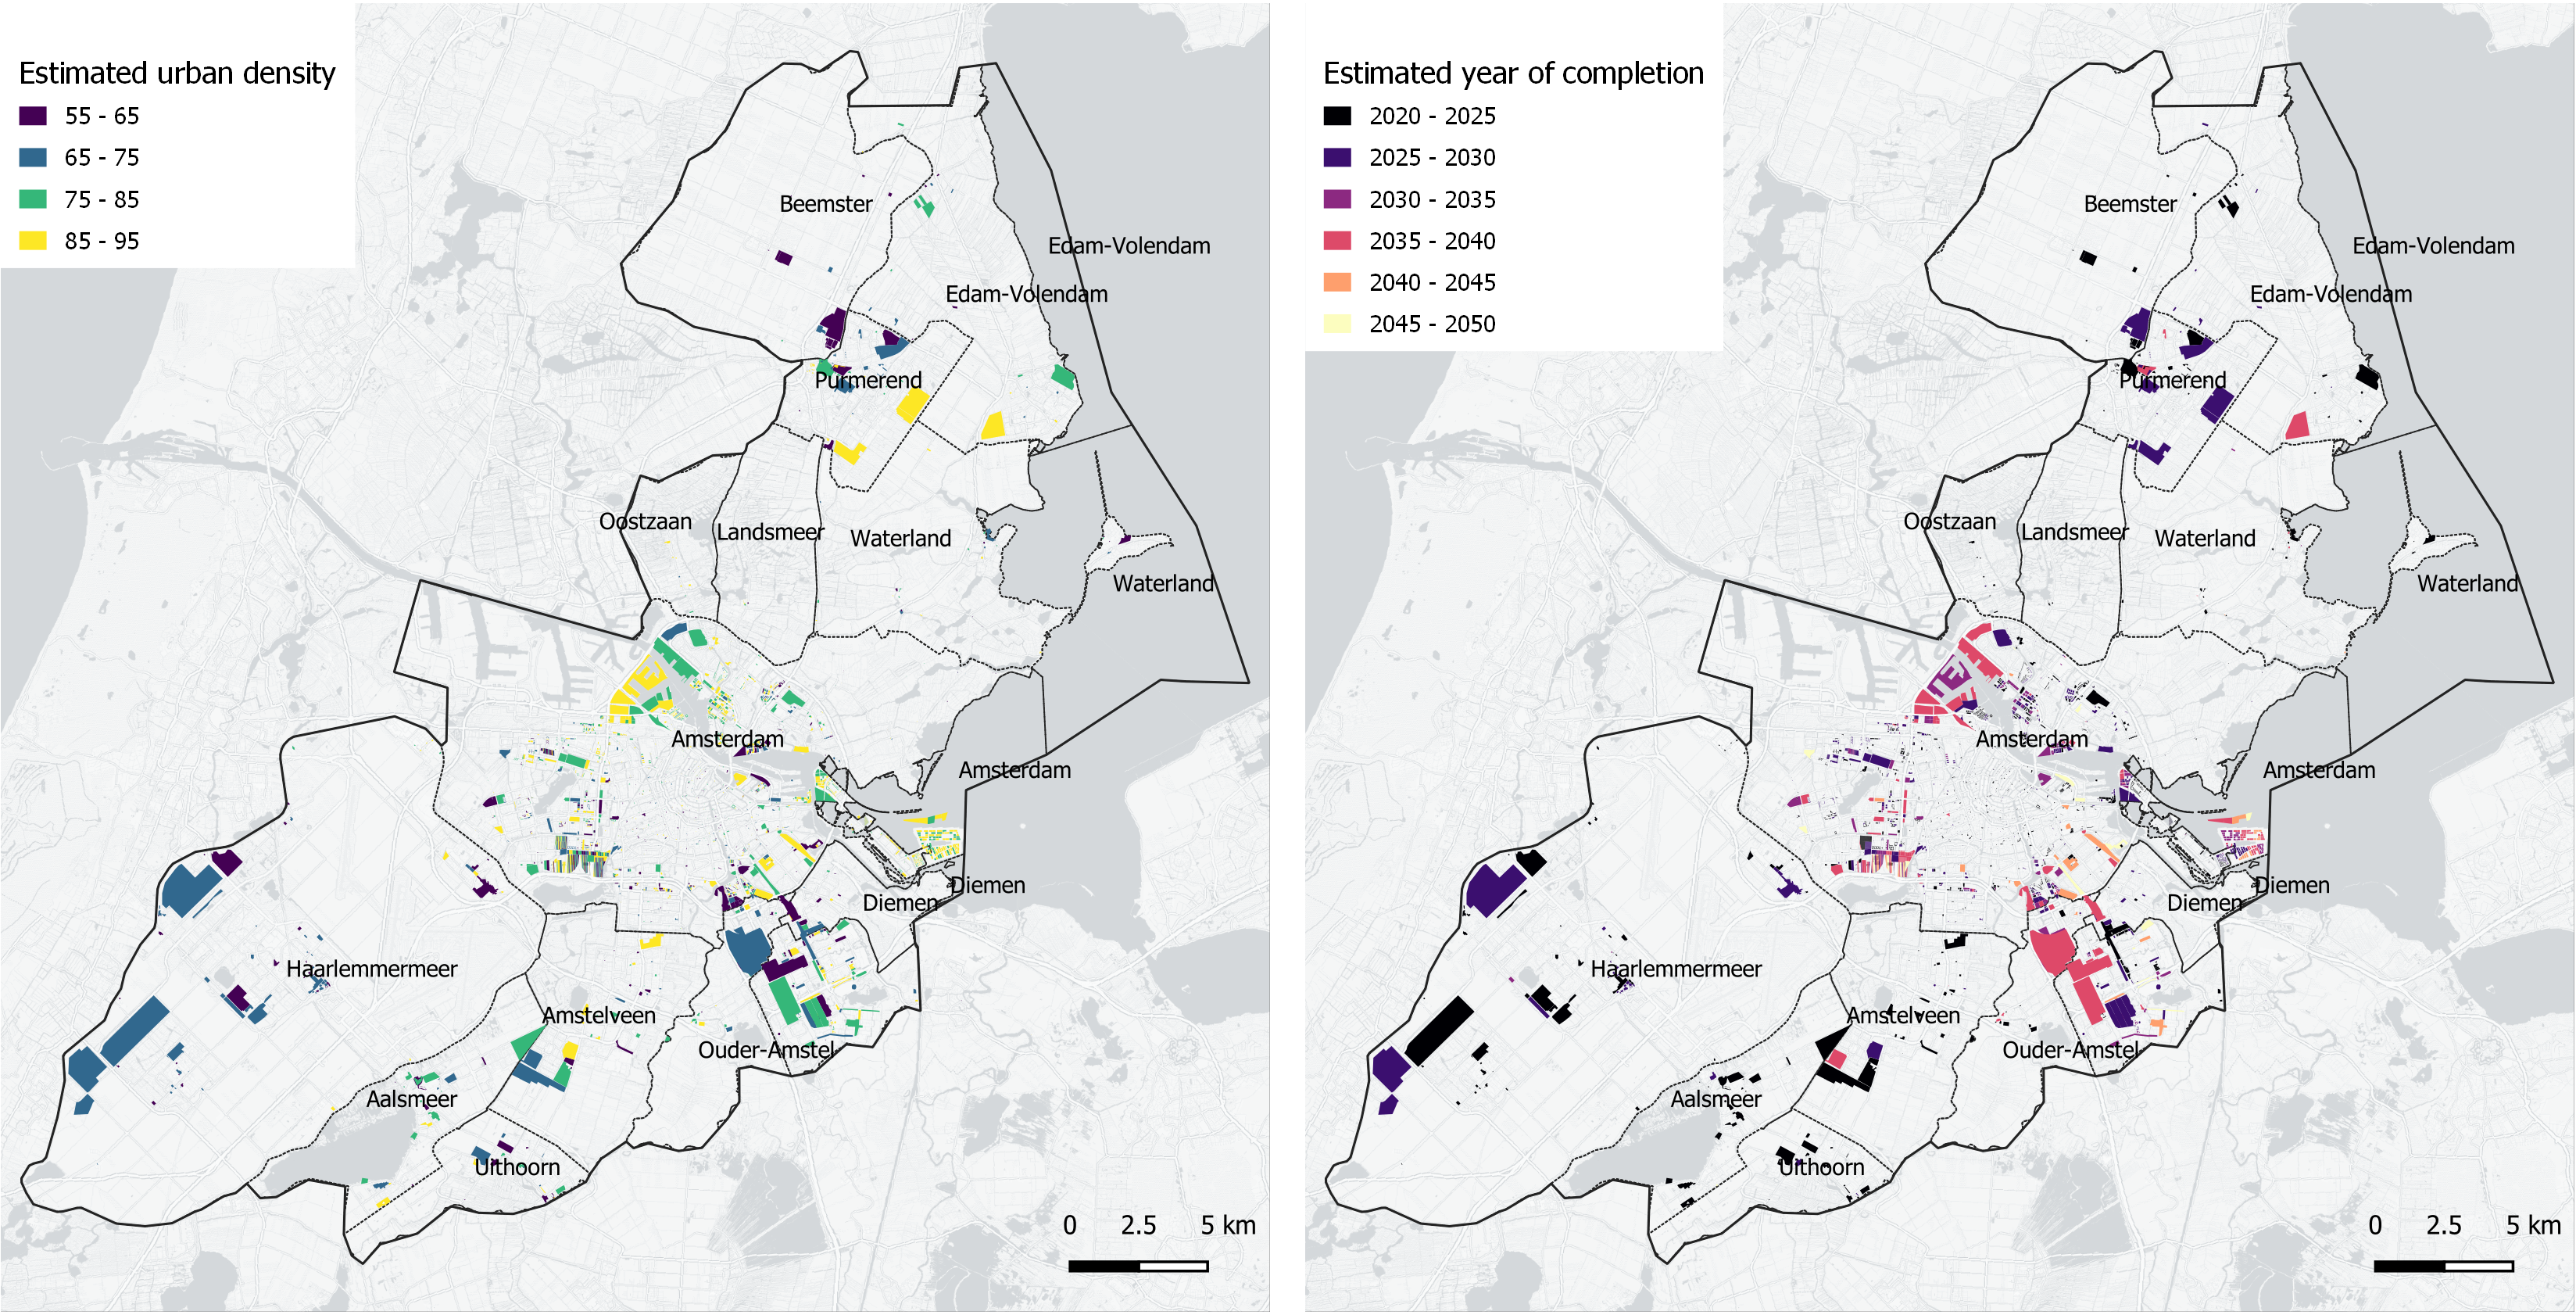 Estimated urban density
55 - 65
65 - 75
75 - 85
85 - 95
Beemster
Edam-Volendam
Edam-Volendam
Purmerend
Oostzaan
Landsmeer
Waterland
Waterland
Amsterdam
Amsterdam
Diemen
Diemen
Haarlemmermeer
Amstelveen
Ouder-Amstel
Aalsmeer
Uithoorn
0 2.5 5 km
Estimated year of completion
2020 - 2025
2025 - 2030
2030 - 2035
2035 - 2040
2040 - 2045
2045 - 2050
Beemster
Edam-Volendam
Edam-Volendam
Purmerend
Oostzaan
Landsmeer
Waterland
Waterland
Amsterdam
Amsterdam
Diemen
Diemen
Haarlemmermeer
Amstelveen
Ouder-Amstel
Aalsmeer
Uithoorn
0 2.5 5 km